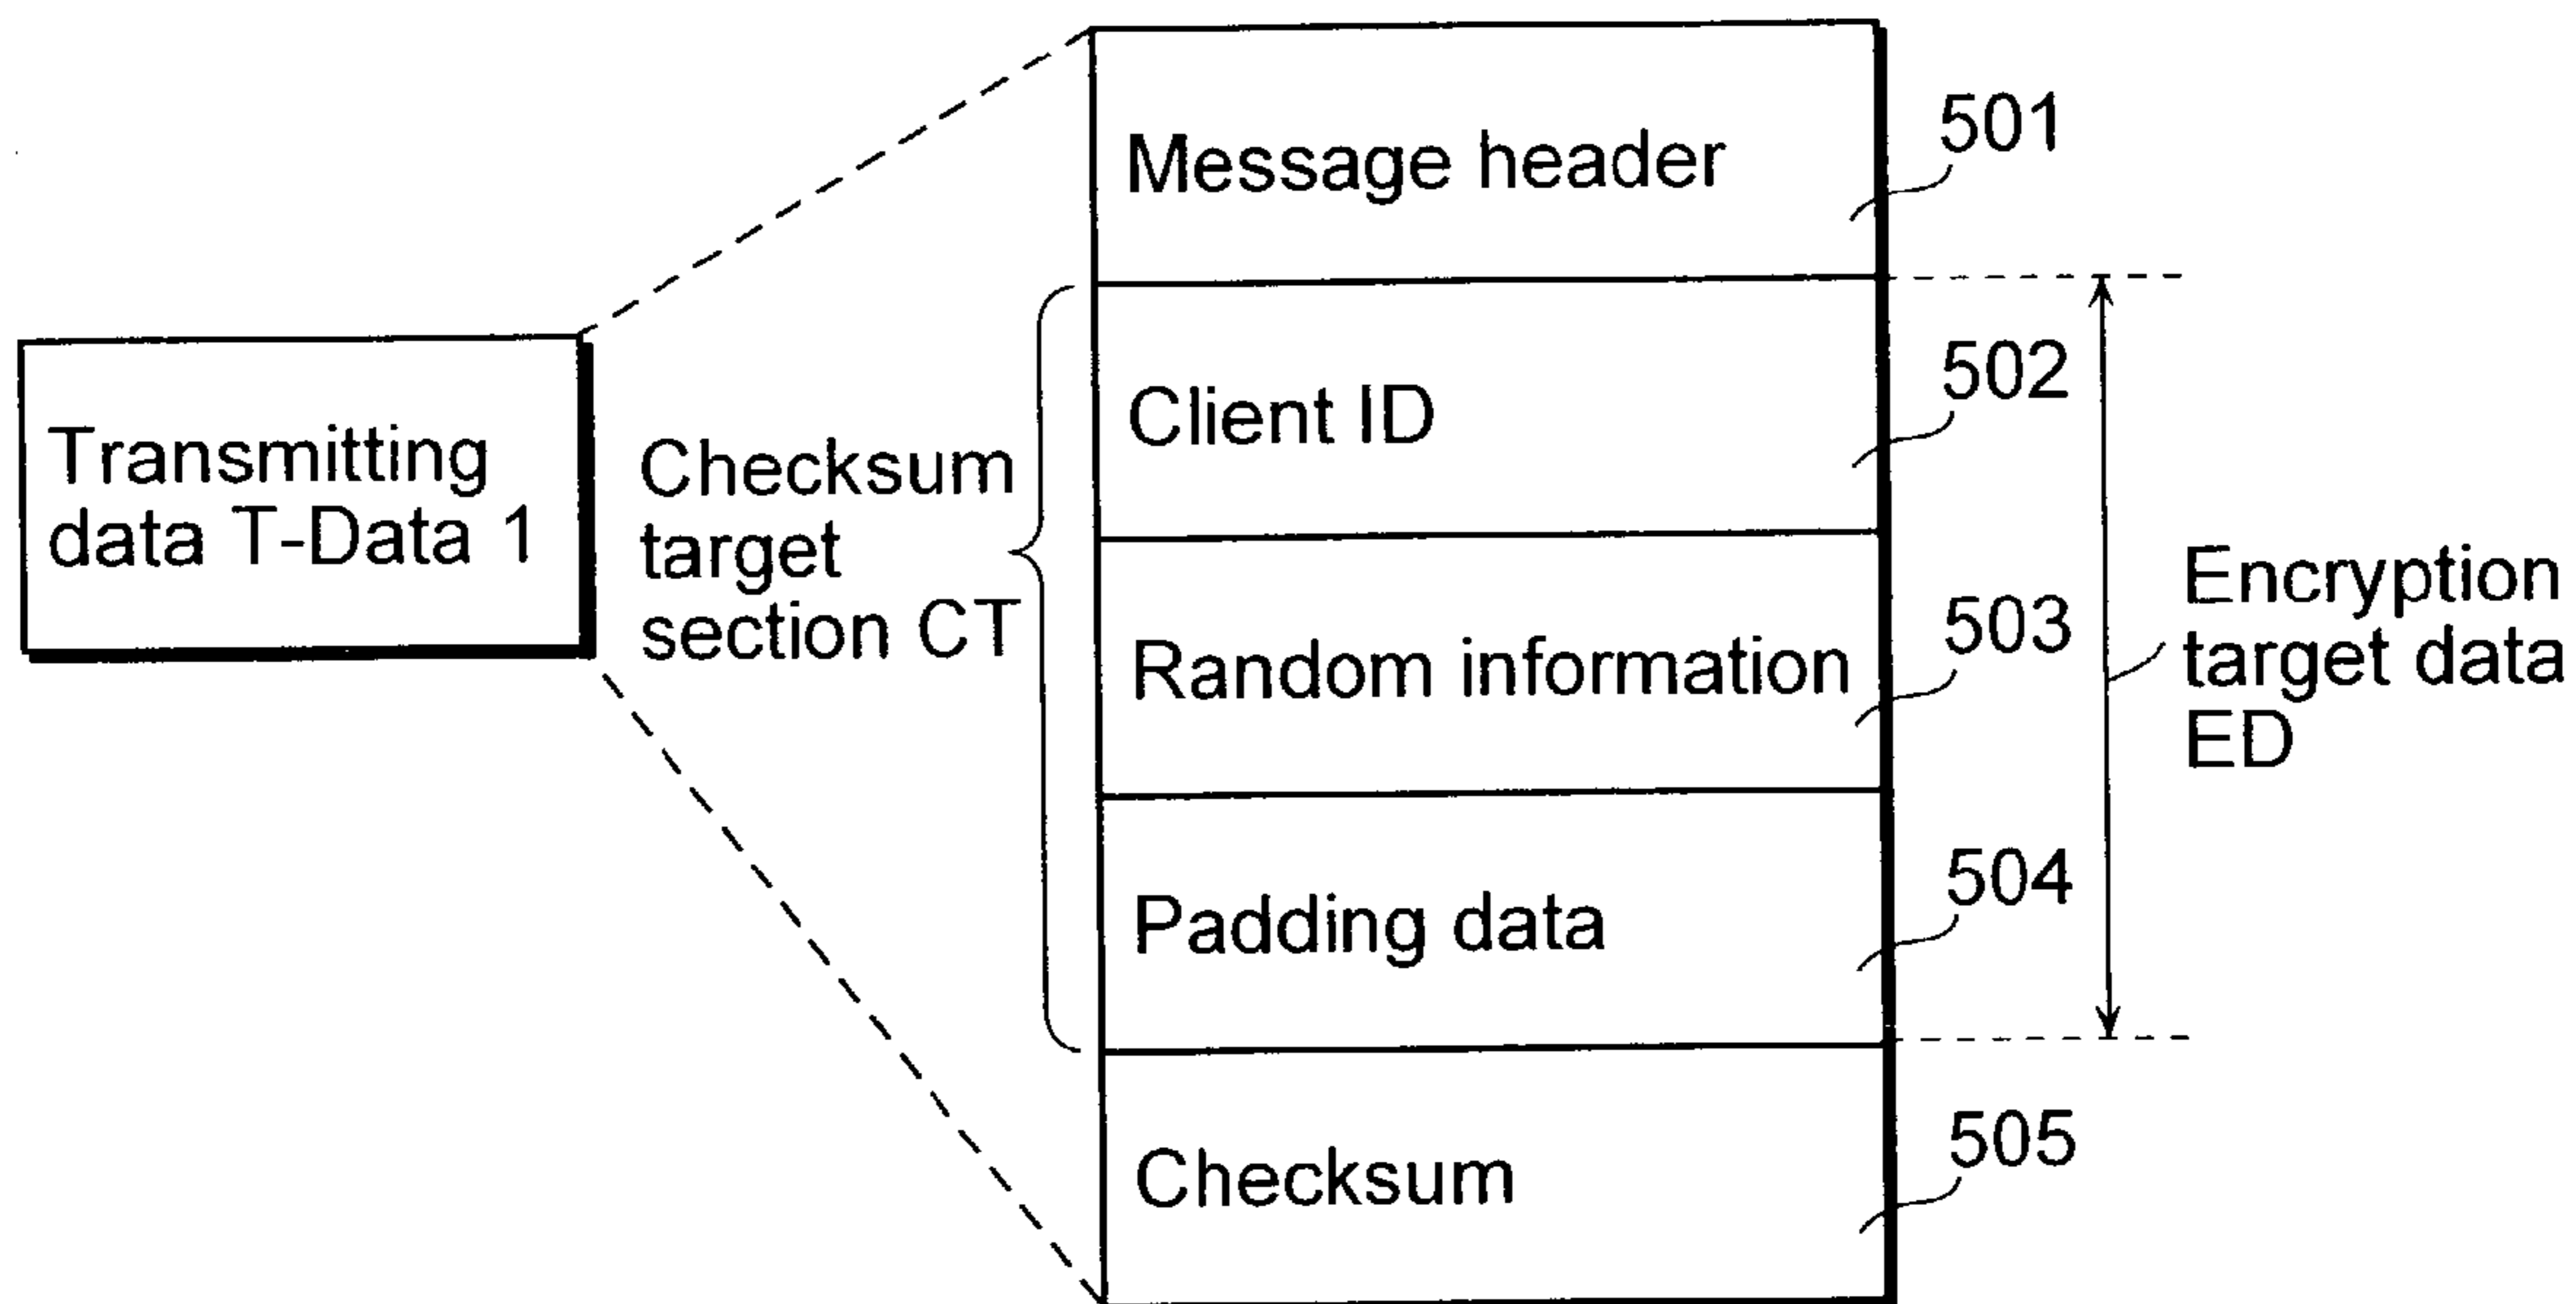 Transmitting
data T-Data 1
Checksum
target
section CT
Message header
501
Client ID
502
Random information
503
Padding data
504
Checksum
505
Encryption
target data
ED